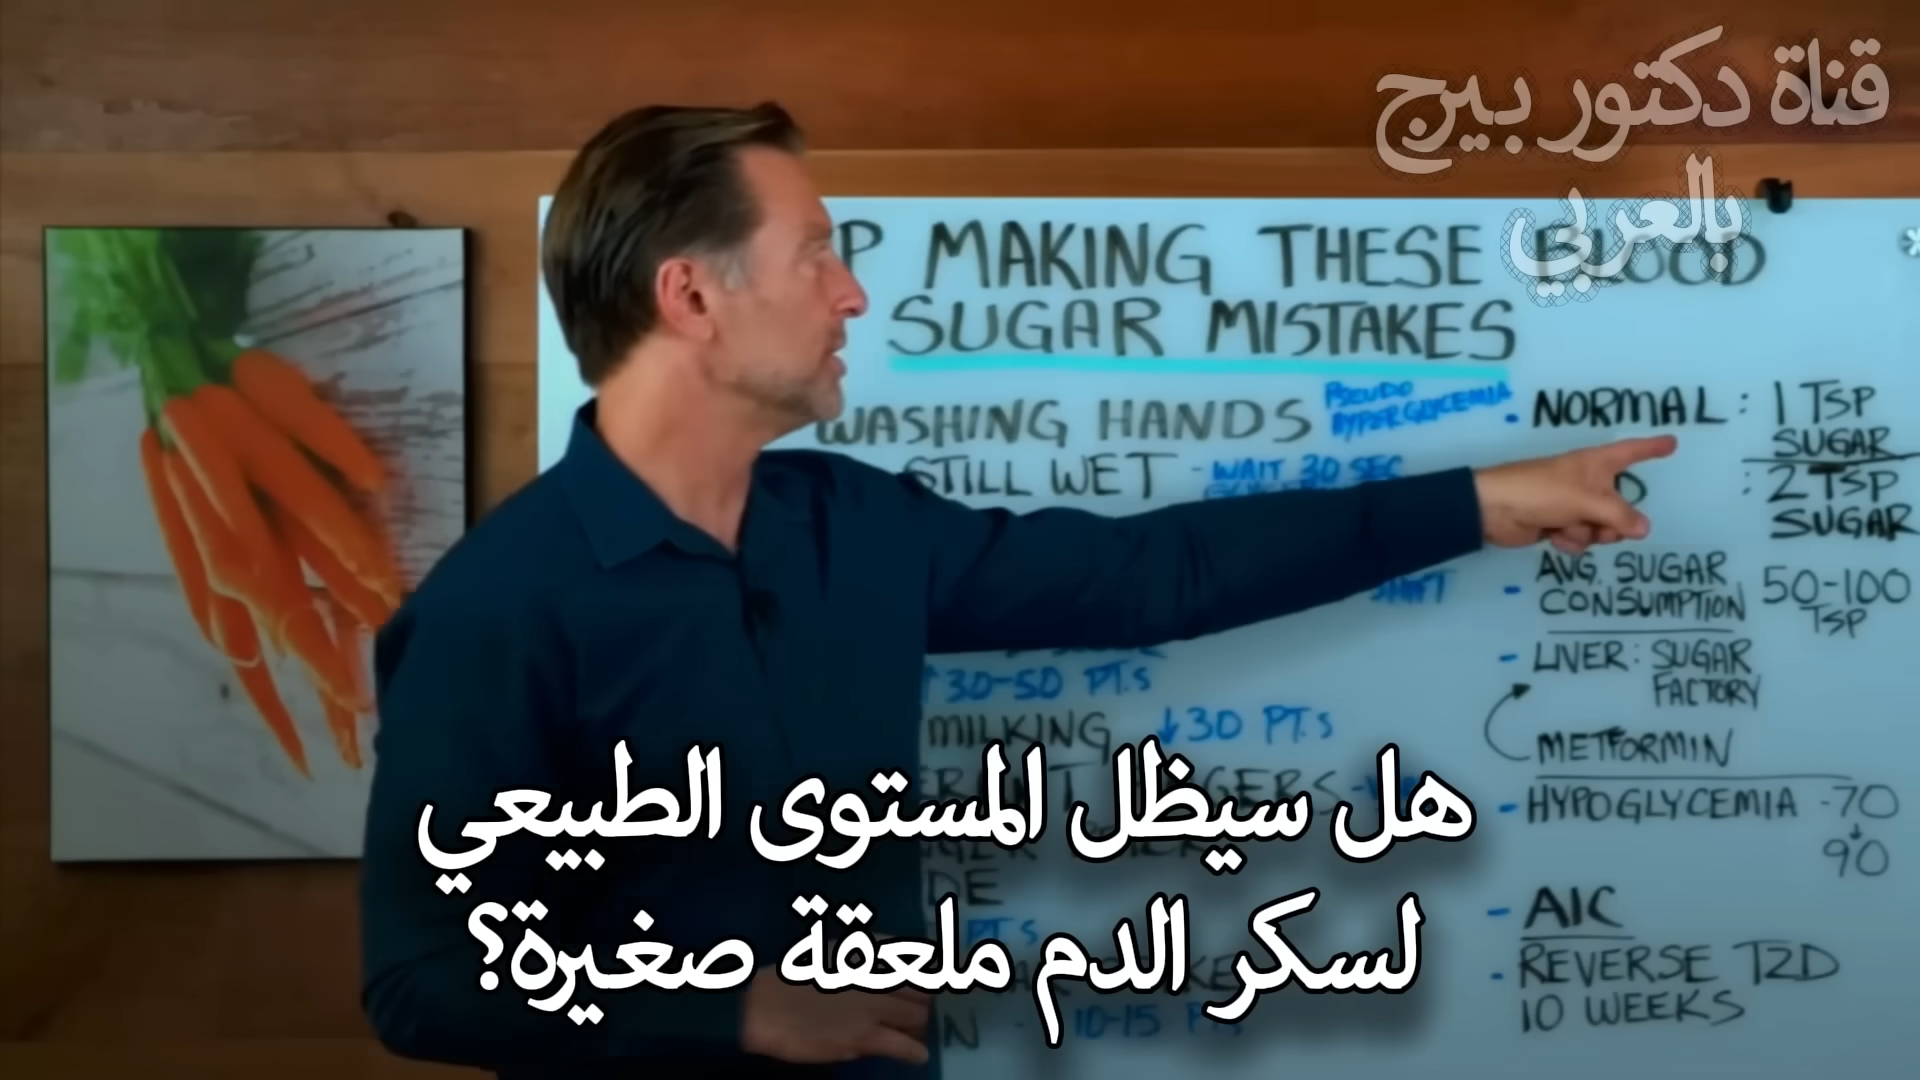 قناة دكتور بيرج
بالعربي
P MAKING THESE BLOOD
SUGAR MISTAKES
WASHING HANDS PSEUDO HYPERGLYCEMIA
STILL WET - WAIT 30 SEC
↑30-50 PT.S
MILKING ↓30 PT.S
DE
PT.S
N - 10-15 P
• NORMAL : 1 TSP SUGAR
D : 2 TSP SUGAR
- AVG. SUGAR CONSUMPTION 50-100 TSP
- LIVER: SUGAR FACTORY
METFORMIN
- HYPOGLYCEMIA -70
90
- A1C
- REVERSE T2D
10 WEEKS
هل سيظل المستوى الطبيعي
لسكر الدم ملعقة صغيرة؟